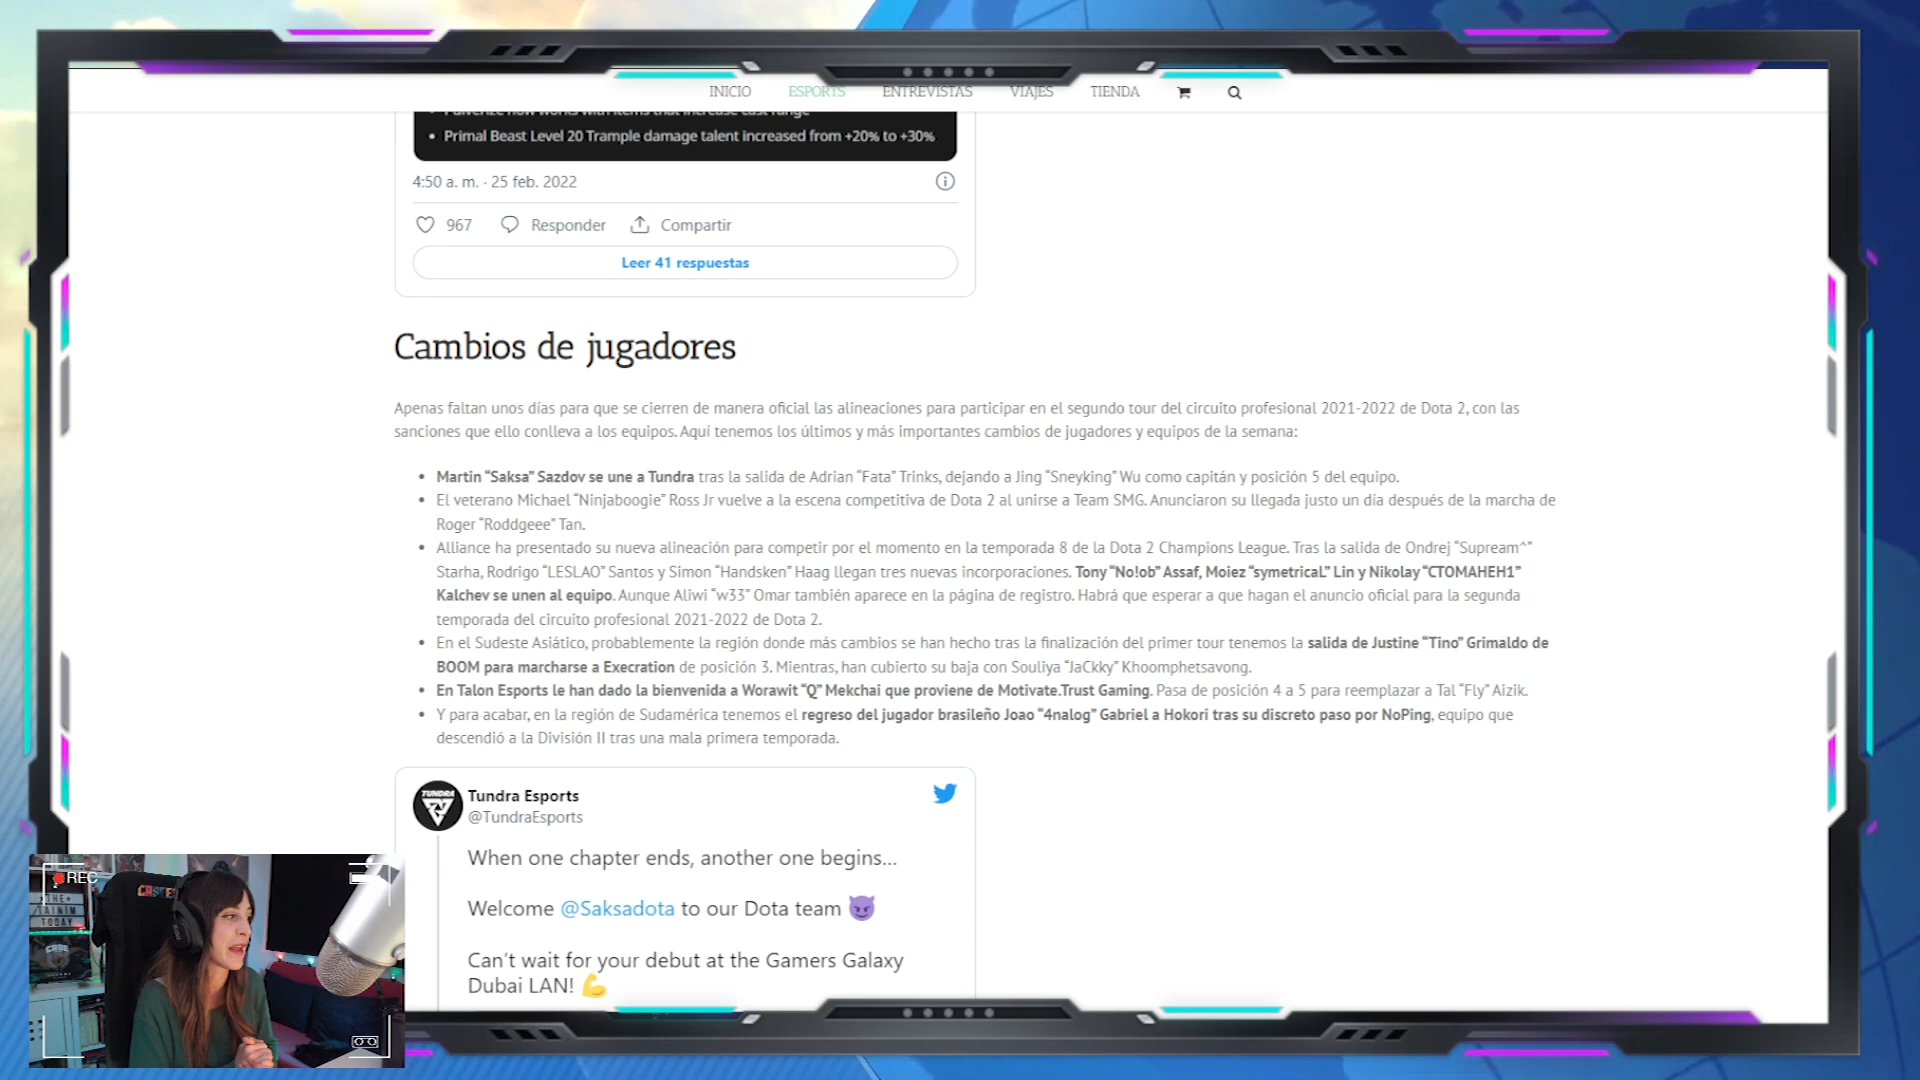 INICIO ESPORTS ENTREVISTAS VIAJES TIENDA
• Pulverize now works with items that increase cast range
• Primal Beast Level 20 Trample damage talent increased from +20% to +30%
4:50 a. m. · 25 feb. 2022
967 Responder Compartir
Leer 41 respuestas
Cambios de jugadores
Apenas faltan unos días para que se cierren de manera oficial las alineaciones para participar en el segundo tour del circuito profesional 2021-2022 de Dota 2, con las
sanciones que ello conlleva a los equipos. Aquí tenemos los últimos y más importantes cambios de jugadores y equipos de la semana:
• Martin “Saksa” Sazdov se une a Tundra tras la salida de Adrian “Fata” Trinks, dejando a Jing “Sneyking” Wu como capitán y posición 5 del equipo.
• El veterano Michael “Ninjaboogie” Ross Jr vuelve a la escena competitiva de Dota 2 al unirse a Team SMG. Anunciaron su llegada justo un día después de la marcha de
Roger “Roddgeee” Tan.
• Alliance ha presentado su nueva alineación para competir por el momento en la temporada 8 de la Dota 2 Champions League. Tras la salida de Ondrej “Supream^”
Starha, Rodrigo “LESLAO” Santos y Simon “Handsken” Haag llegan tres nuevas incorporaciones. Tony “No!ob” Assaf, Moiez “symetricaL” Lin y Nikolay “CTOMAHEH1”
Kalchev se unen al equipo. Aunque Aliwi “w33” Omar también aparece en la página de registro. Habrá que esperar a que hagan el anuncio oficial para la segunda
temporada del circuito profesional 2021-2022 de Dota 2.
• En el Sudeste Asiático, probablemente la región donde más cambios se han hecho tras la finalización del primer tour tenemos la salida de Justine “Tino” Grimaldo de
BOOM para marcharse a Execration de posición 3. Mientras, han cubierto su baja con Souliya “JaCkky” Khoomphetsavong.
• En Talon Esports le han dado la bienvenida a Worawit “Q” Mekchai que proviene de Motivate.Trust Gaming. Pasa de posición 4 a 5 para reemplazar a Tal “Fly” Aizik.
• Y para acabar, en la región de Sudamérica tenemos el regreso del jugador brasileño Joao “4nalog” Gabriel a Hokori tras su discreto paso por NoPing, equipo que
descendió a la División II tras una mala primera temporada.
TUNDRA
Tundra Esports
@TundraEsports
When one chapter ends, another one begins...
Welcome @Saksadota to our Dota team 😈
Can’t wait for your debut at the Gamers Galaxy
Dubai LAN! 💪
REC
THE
TAINIM
TODAY